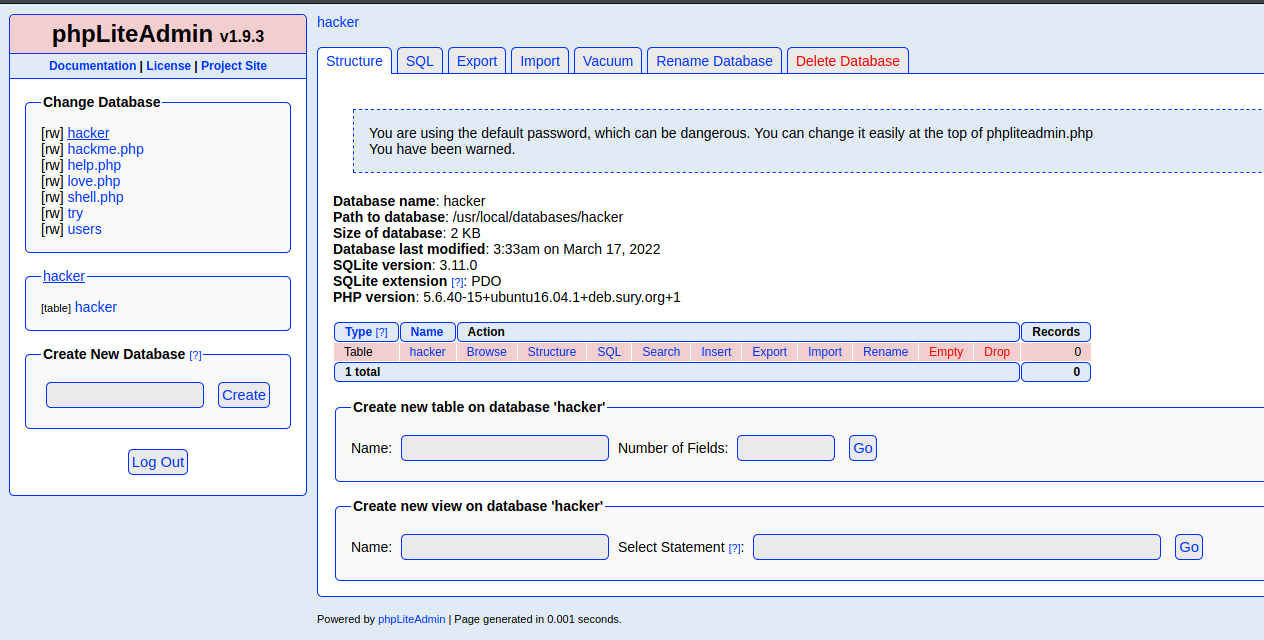 phpLiteAdmin v1.9.3
Documentation | License | Project Site
Change Database
[rw] hacker
[rw] hackme.php
[rw] help.php
[rw] love.php
[rw] shell.php
[rw] try
[rw] users
hacker
[table] hacker
Create New Database [?]
Create
Log Out
hacker
Structure SQL Export Import Vacuum Rename Database Delete Database
You are using the default password, which can be dangerous. You can change it easily at the top of phpliteadmin.php
You have been warned.
Database name: hacker
Path to database: /usr/local/databases/hacker
Size of database: 2 KB
Database last modified: 3:33am on March 17, 2022
SQLite version: 3.11.0
SQLite extension [?]: PDO
PHP version: 5.6.40-15+ubuntu16.04.1+deb.sury.org+1
Type [?] Name Action Records
Table hacker Browse Structure SQL Search Insert Export Import Rename Empty Drop 0
1 total 0
Create new table on database 'hacker'
Name: Number of Fields: Go
Create new view on database 'hacker'
Name: Select Statement [?]: Go
Powered by phpLiteAdmin | Page generated in 0.001 seconds.